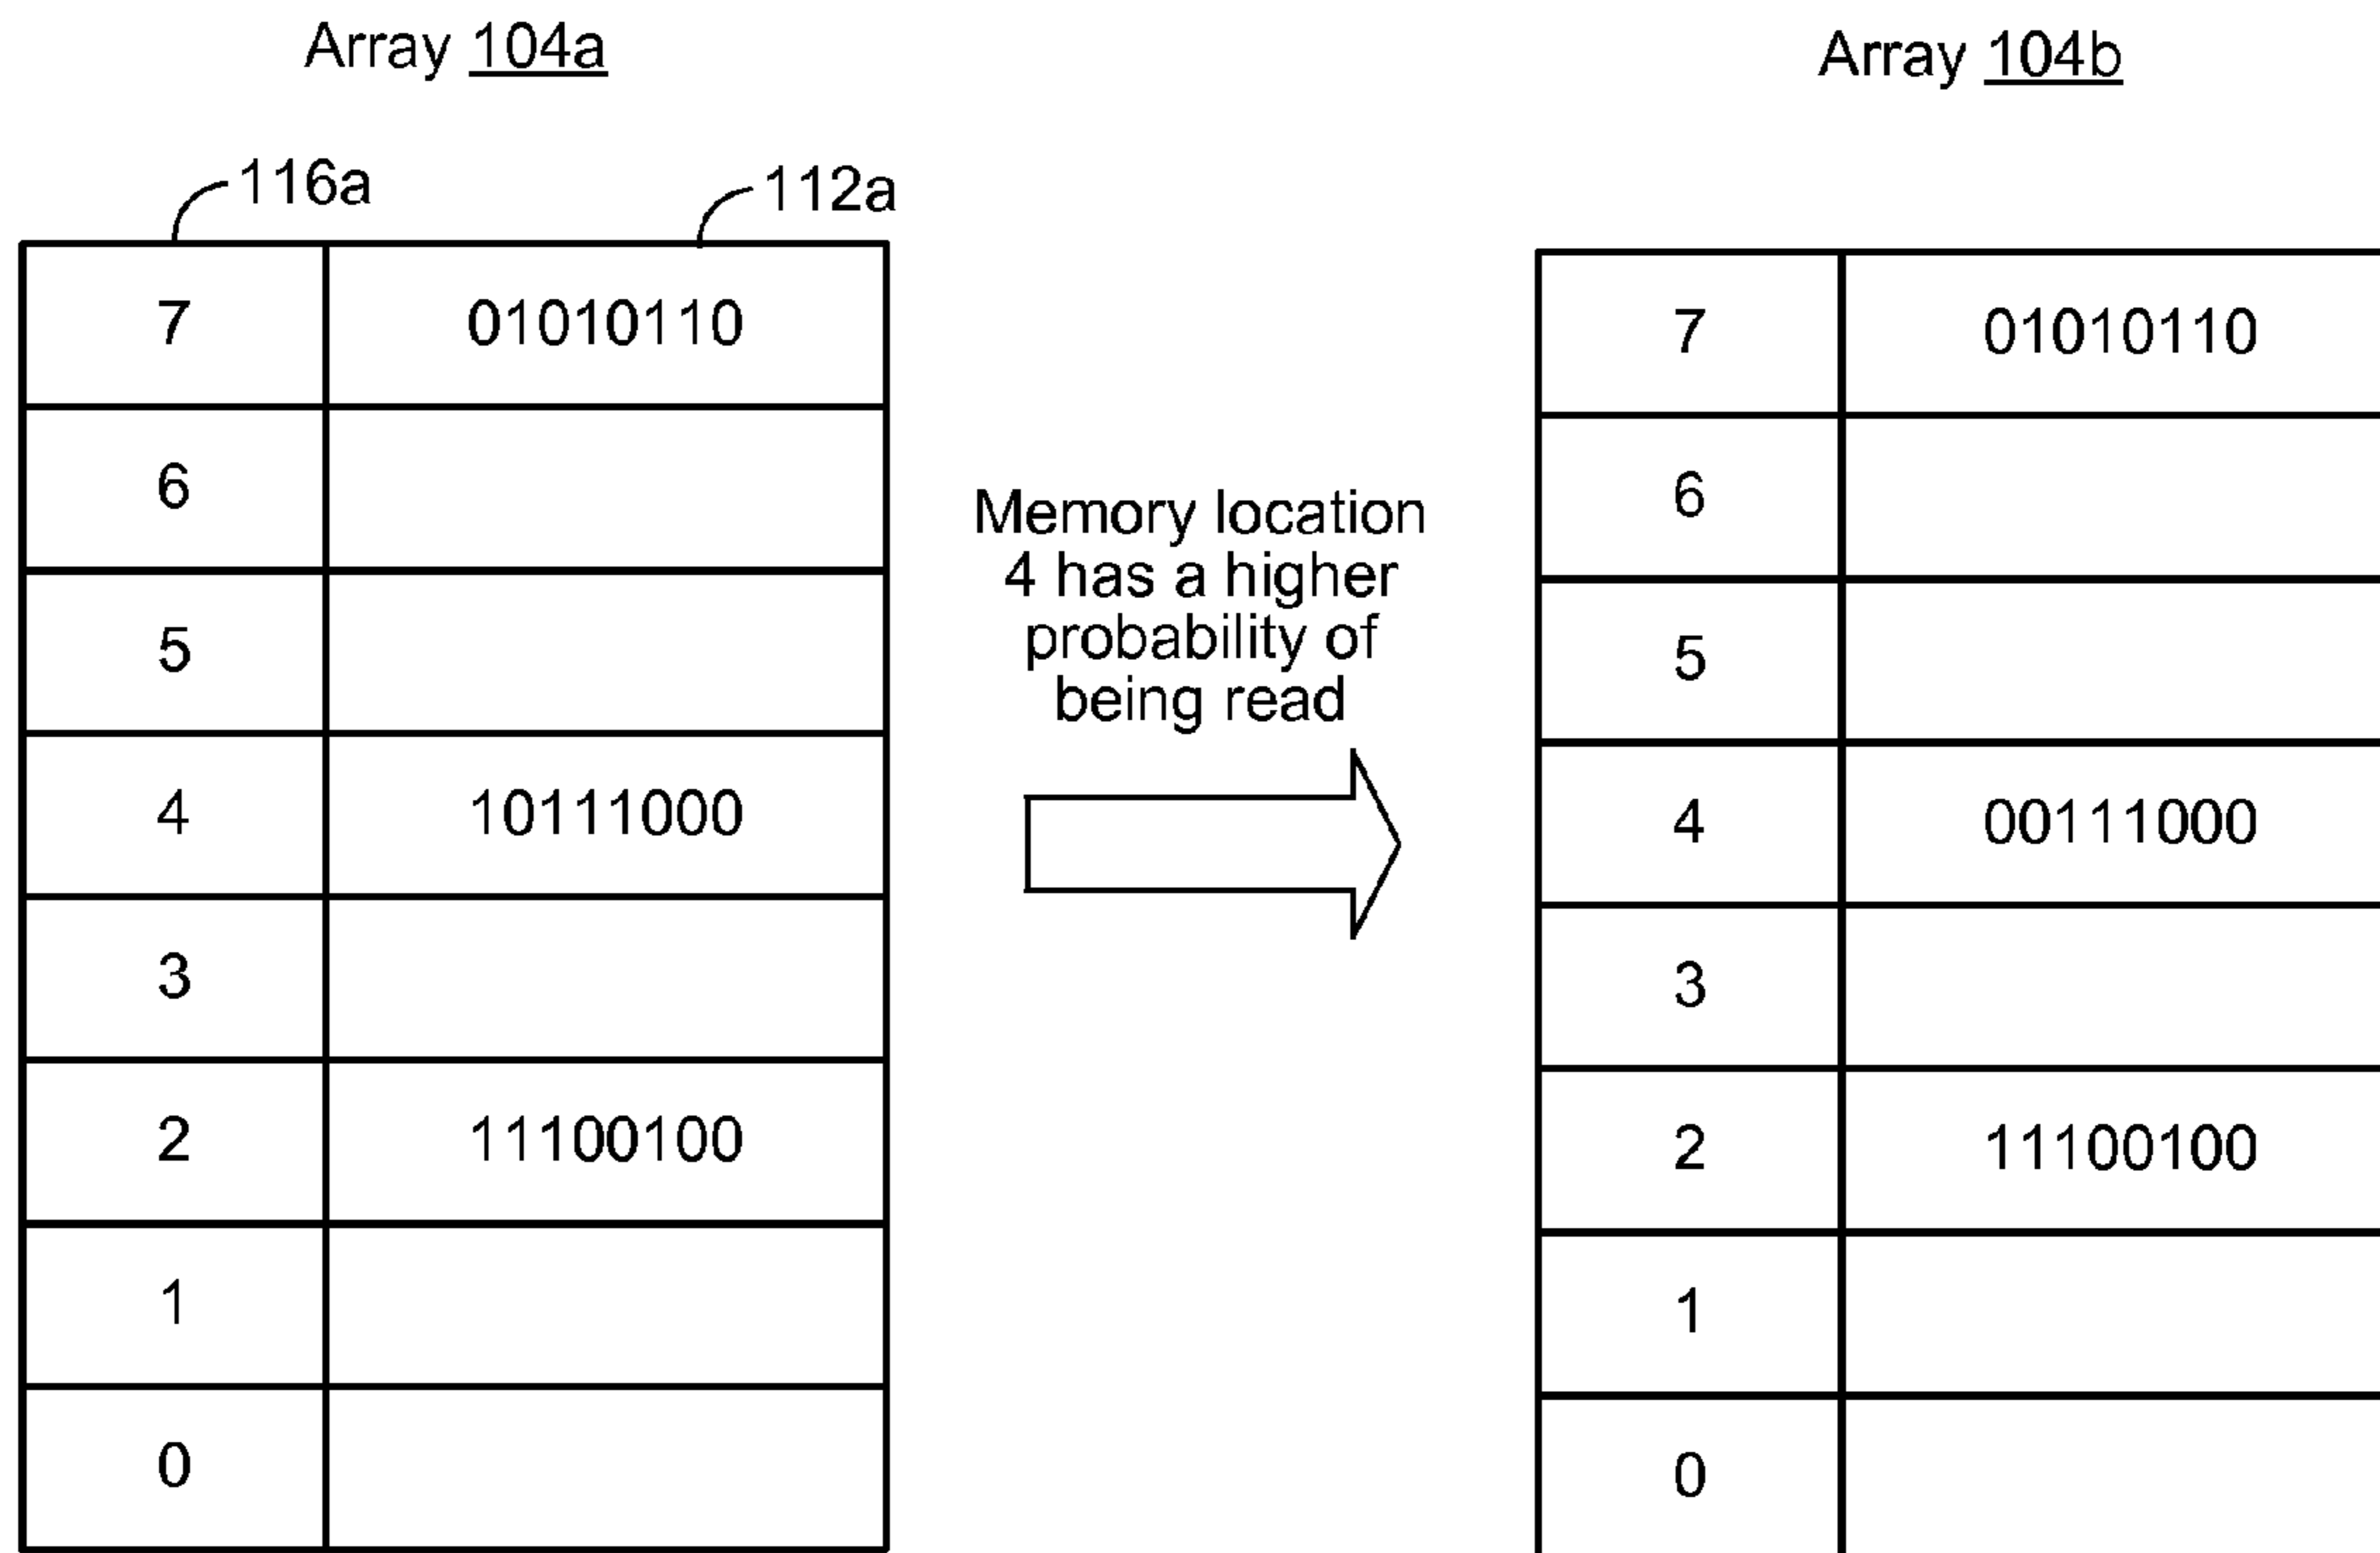 Array 104a
116a
112a
7 01010110
6
5
4 10111000
3
2 11100100
1
0
Memory location
4 has a higher
probability of
being read
Array 104b
7 01010110
6
5
4 00111000
3
2 11100100
1
0